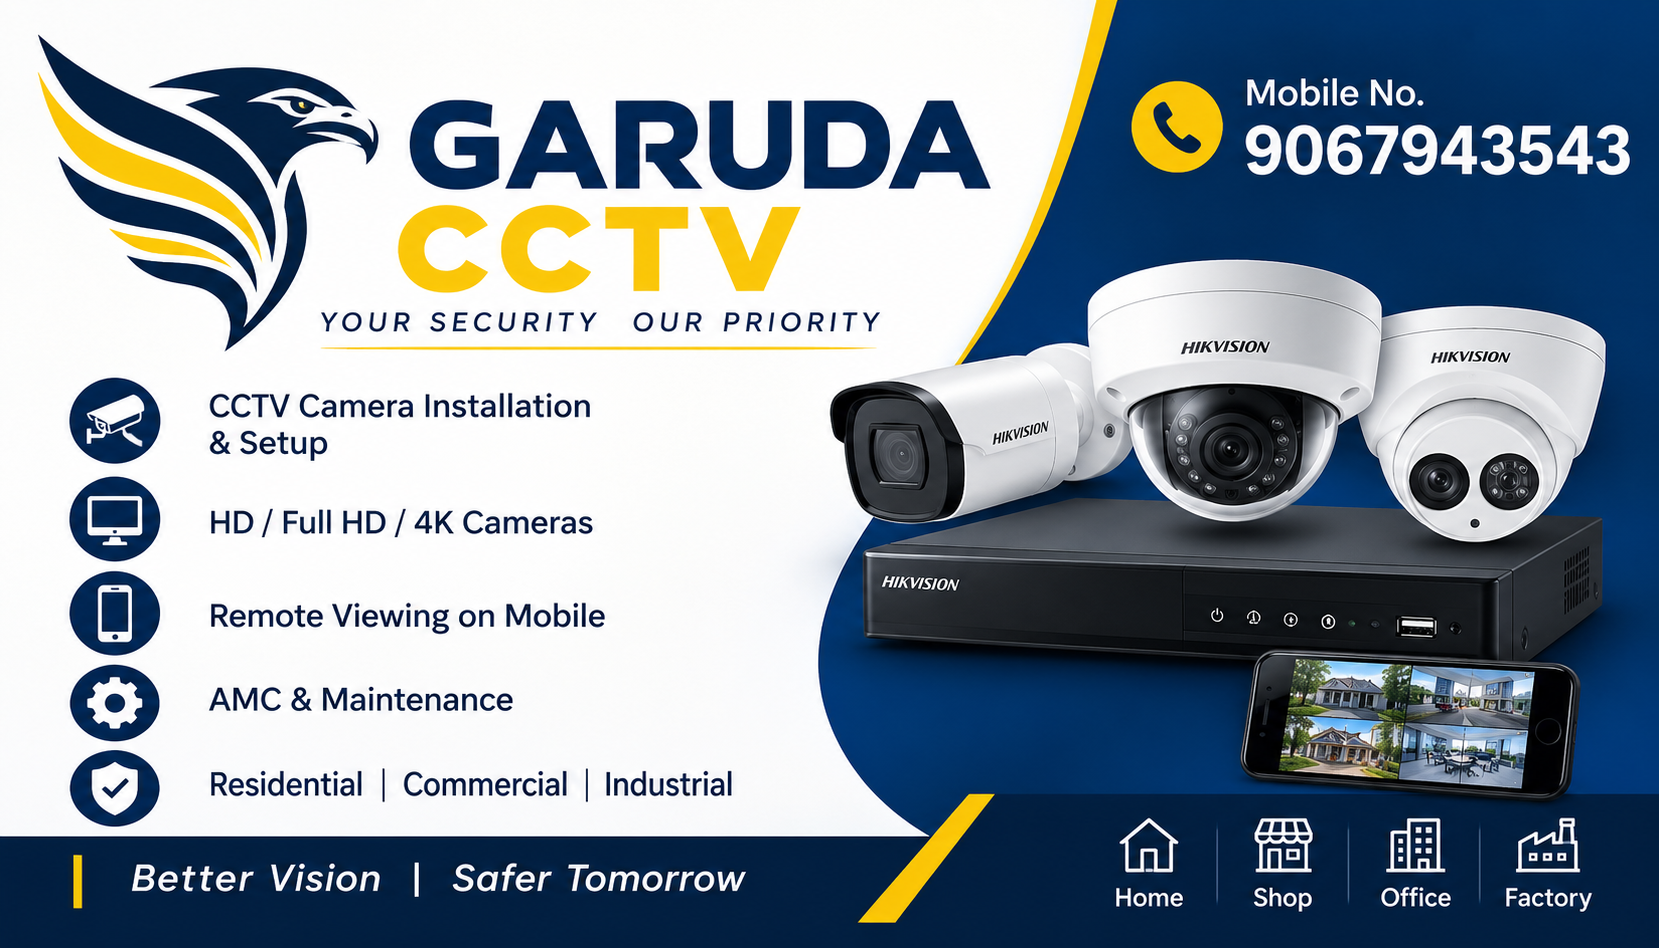 GARUDA
CCTV
YOUR SECURITY OUR PRIORITY
Mobile No.
9067943543
CCTV Camera Installation
& Setup
HD / Full HD / 4K Cameras
Remote Viewing on Mobile
AMC & Maintenance
Residential | Commercial | Industrial
HIKVISION
HIKVISION
HIKVISION
HIKVISION
Better Vision | Safer Tomorrow
Home
Shop
Office
Factory